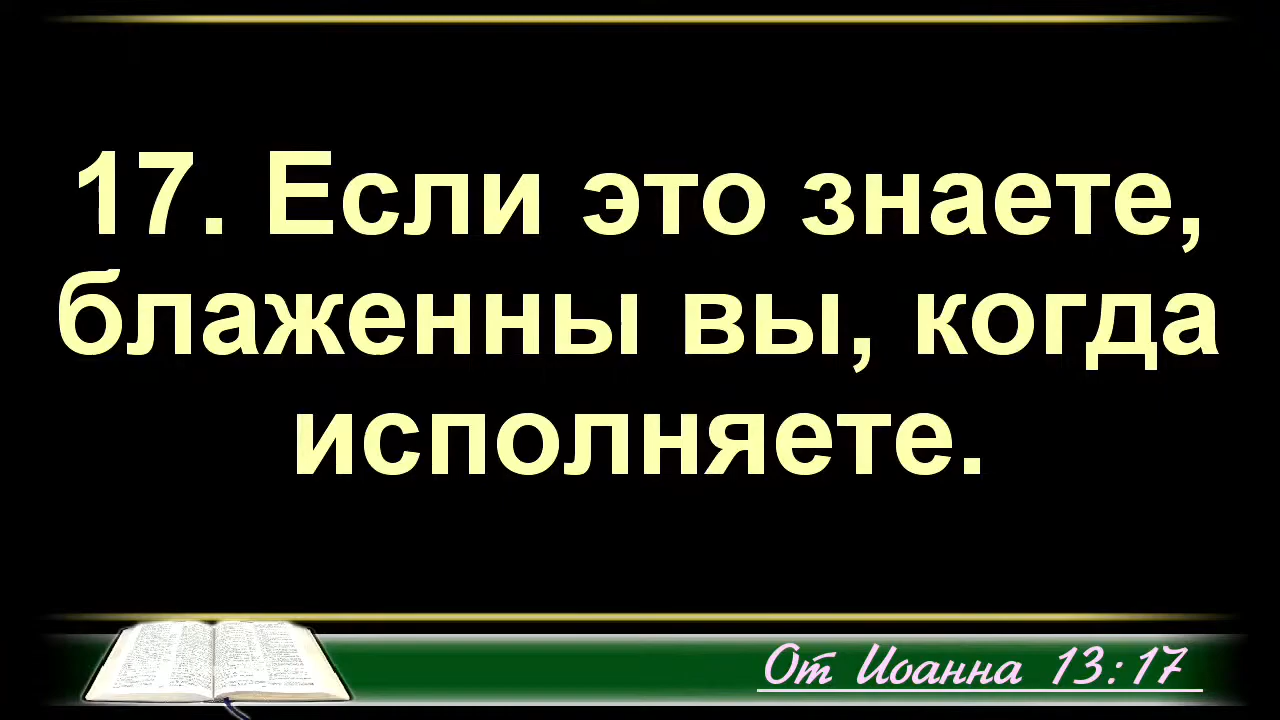 17. Если это знаете,
блаженны вы, когда
исполняете.
От Иоанна 13:17